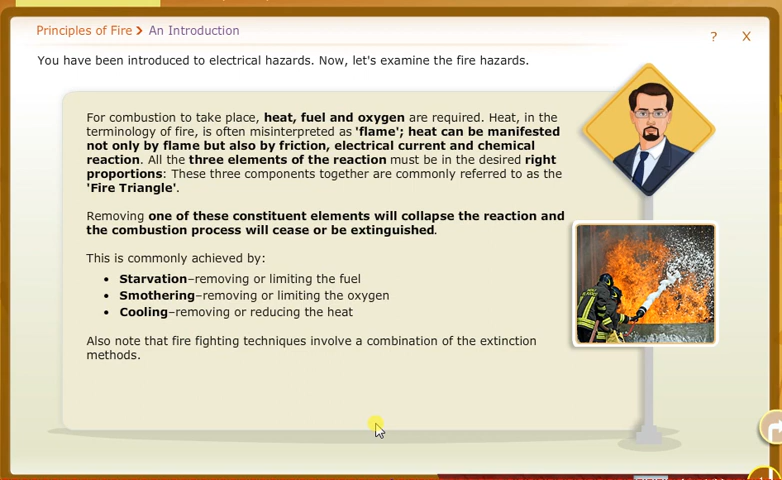 Principles of Fire > An Introduction
? X
You have been introduced to electrical hazards. Now, let's examine the fire hazards.
For combustion to take place, heat, fuel and oxygen are required. Heat, in the
terminology of fire, is often misinterpreted as 'flame'; heat can be manifested
not only by flame but also by friction, electrical current and chemical
reaction. All the three elements of the reaction must be in the desired right
proportions: These three components together are commonly referred to as the
'Fire Triangle'.
Removing one of these constituent elements will collapse the reaction and
the combustion process will cease or be extinguished.
This is commonly achieved by:
• Starvation–removing or limiting the fuel
• Smothering–removing or limiting the oxygen
• Cooling–removing or reducing the heat
Also note that fire fighting techniques involve a combination of the extinction
methods.